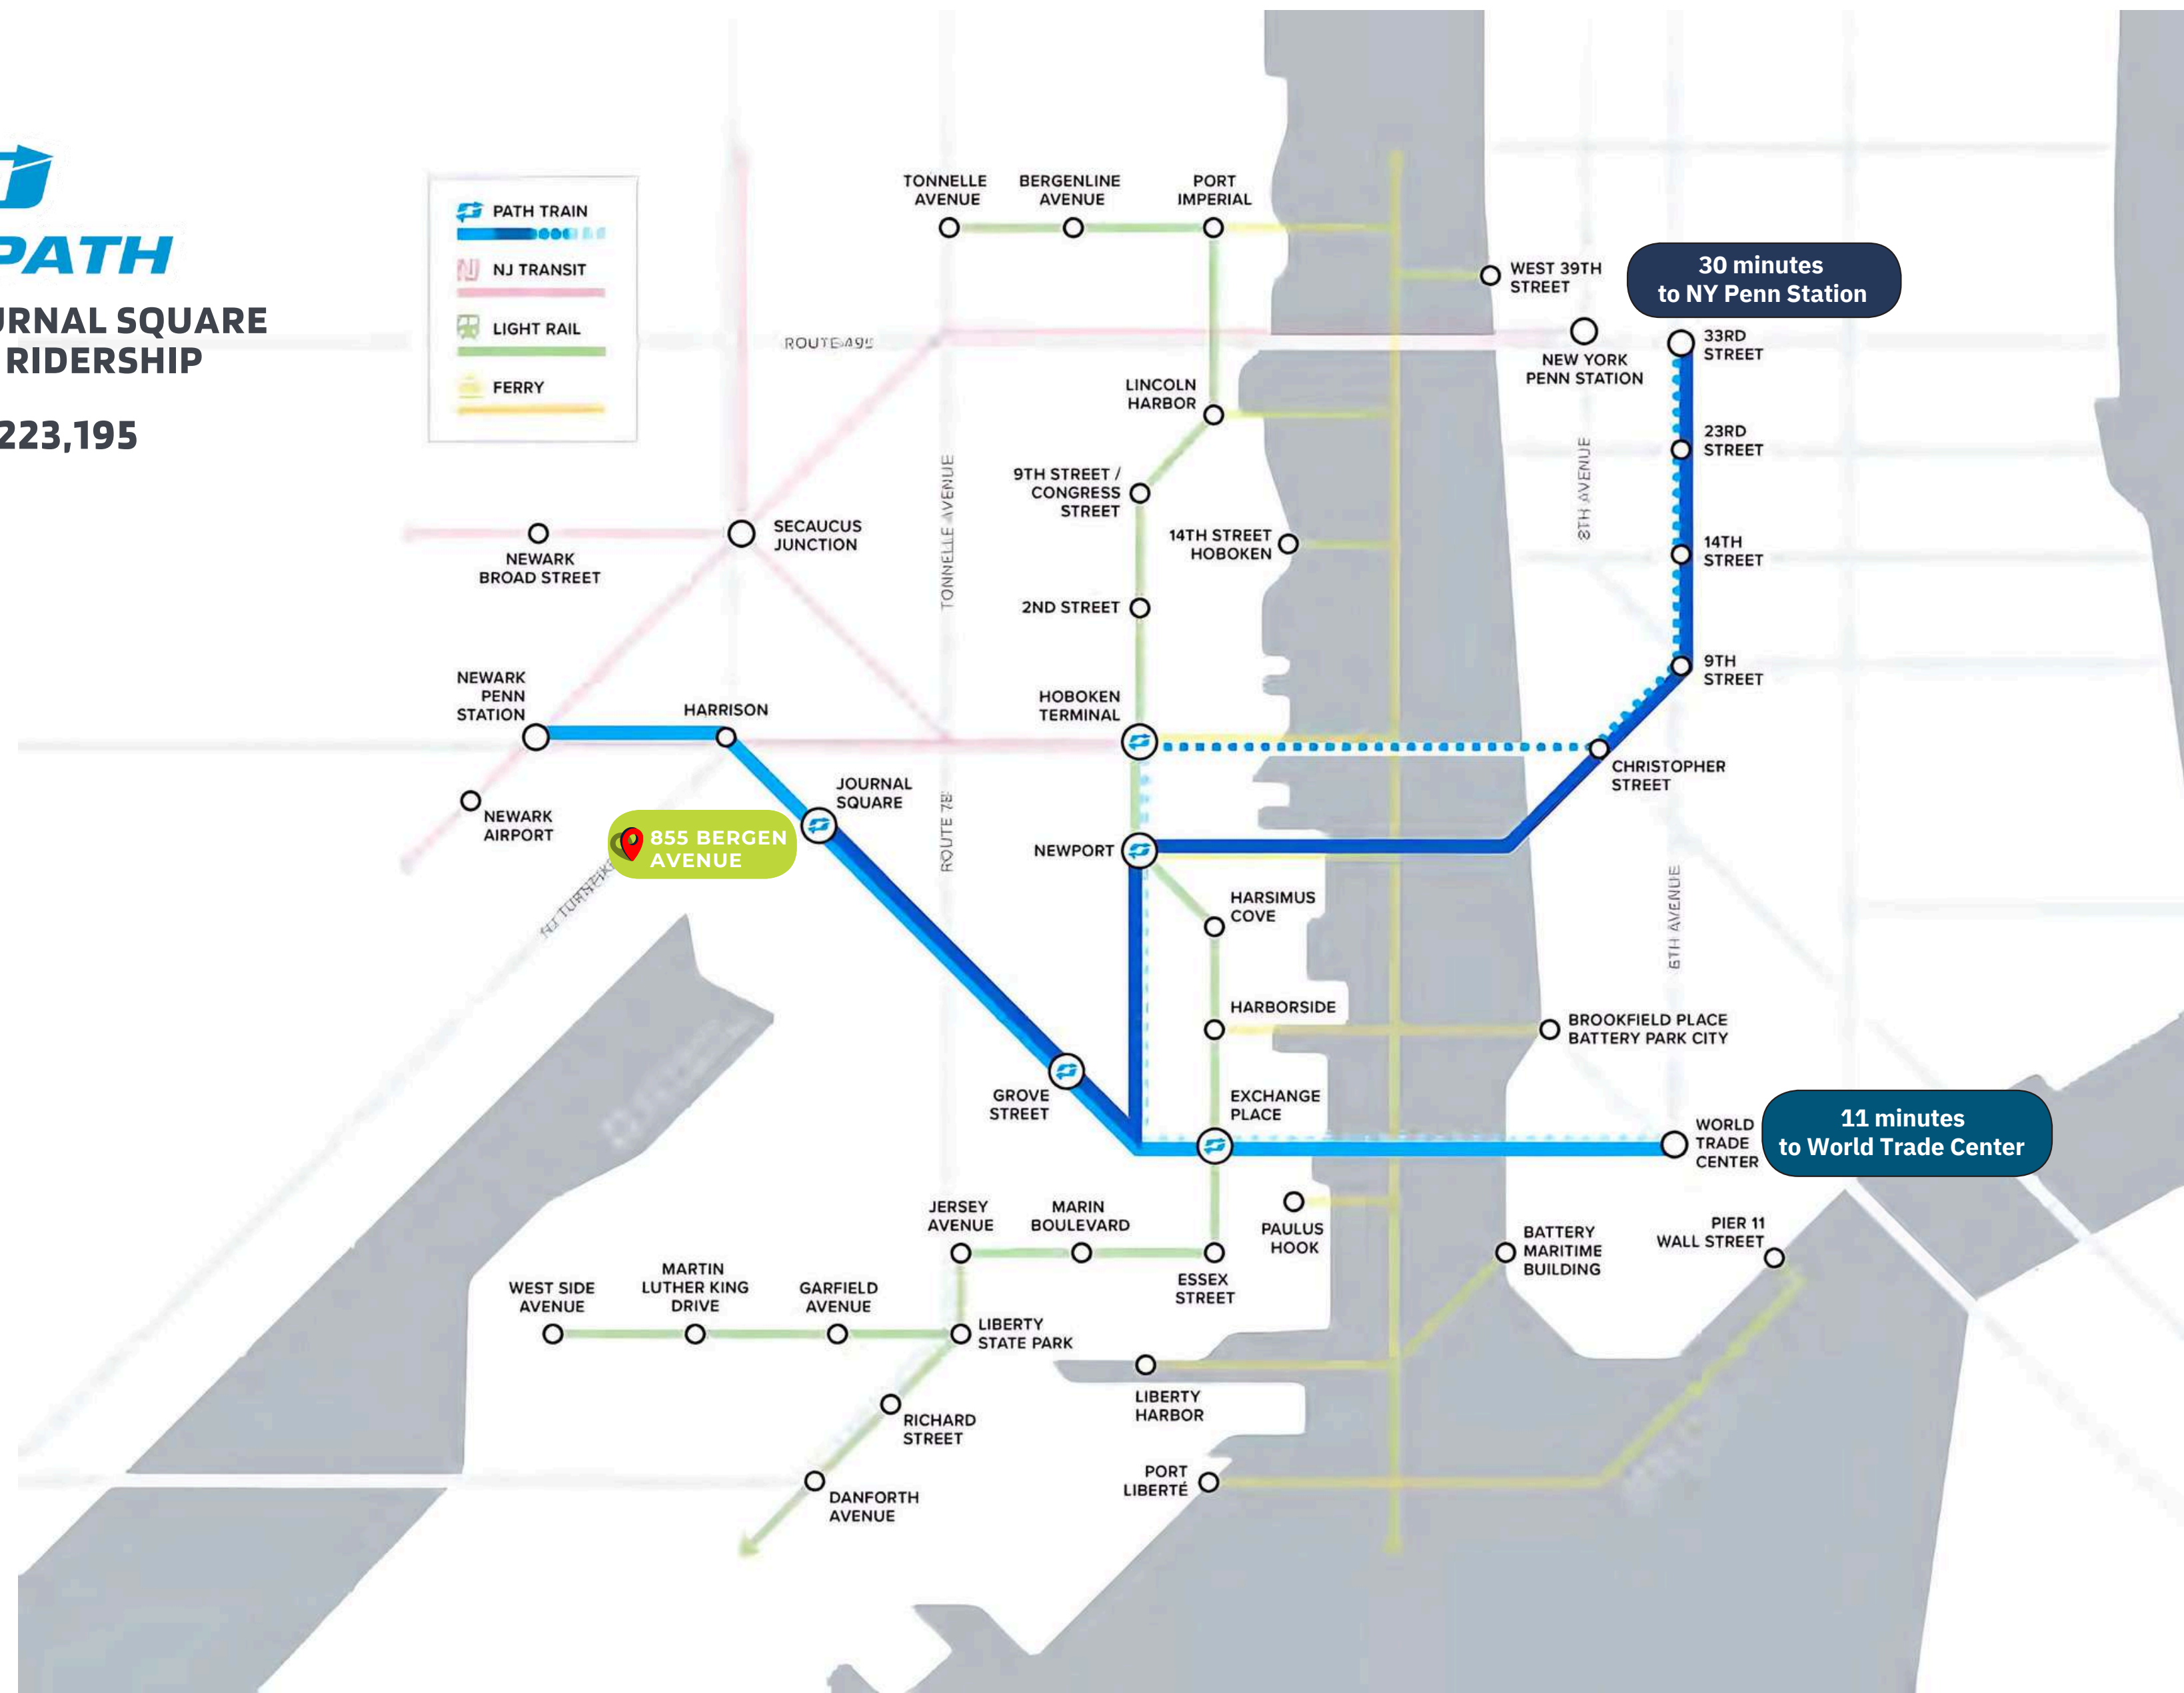 PATH
URNAL SQUARE
RIDERSHIP
223,195
PATH TRAIN
NJ TRANSIT
LIGHT RAIL
FERRY
TONNELLE
AVENUE
BERGENLINE
AVENUE
PORT
IMPERIAL
WEST 39TH
STREET
30 minutes
to NY Penn Station
ROUTE 495
NEW YORK
PENN STATION
33RD
STREET
LINCOLN
HARBOR
23RD
STREET
8TH AVENUE
TONNELLE AVENUE
9TH STREET /
CONGRESS
STREET
14TH STREET
HOBOKEN
14TH
STREET
SECAUCUS
JUNCTION
NEWARK
BROAD STREET
2ND STREET
9TH
STREET
NEWARK
PENN
STATION
HARRISON
HOBOKEN
TERMINAL
CHRISTOPHER
STREET
JOURNAL
SQUARE
NEWARK
AIRPORT
855 BERGEN
AVENUE
NJ TURNPIKE
ROUTE 78
NEWPORT
HARSIMUS
COVE
6TH AVENUE
HARBORSIDE
BROOKFIELD PLACE
BATTERY PARK CITY
GROVE
STREET
EXCHANGE
PLACE
WORLD
TRADE
CENTER
11 minutes
to World Trade Center
JERSEY
AVENUE
MARIN
BOULEVARD
ESSEX
STREET
PAULUS
HOOK
BATTERY
MARITIME
BUILDING
PIER 11
WALL STREET
WEST SIDE
AVENUE
MARTIN
LUTHER KING
DRIVE
GARFIELD
AVENUE
LIBERTY
STATE PARK
LIBERTY
HARBOR
RICHARD
STREET
PORT
LIBERTÉ
DANFORTH
AVENUE